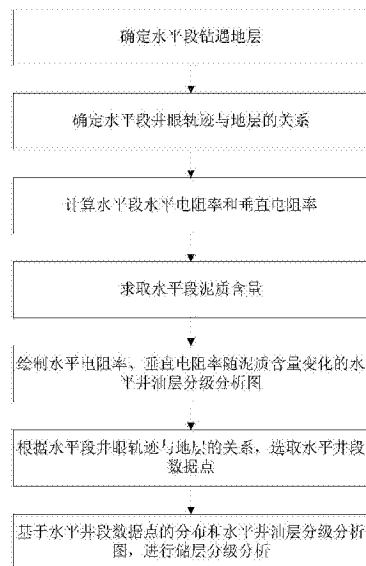 确定水平段钻遇地层
确定水平段井眼轨迹与地层的关系
计算水平段水平电阻率和垂直电阻率
求取水平段泥质含量
绘制水平电阻率、垂直电阻率随泥质含量变化的水
平井油层分级分析图
根据水平段井眼轨迹与地层的关系，选取水平井段
数据点
基于水平井段数据点的分布和水平井油层分级分析
图，进行储层分级分析